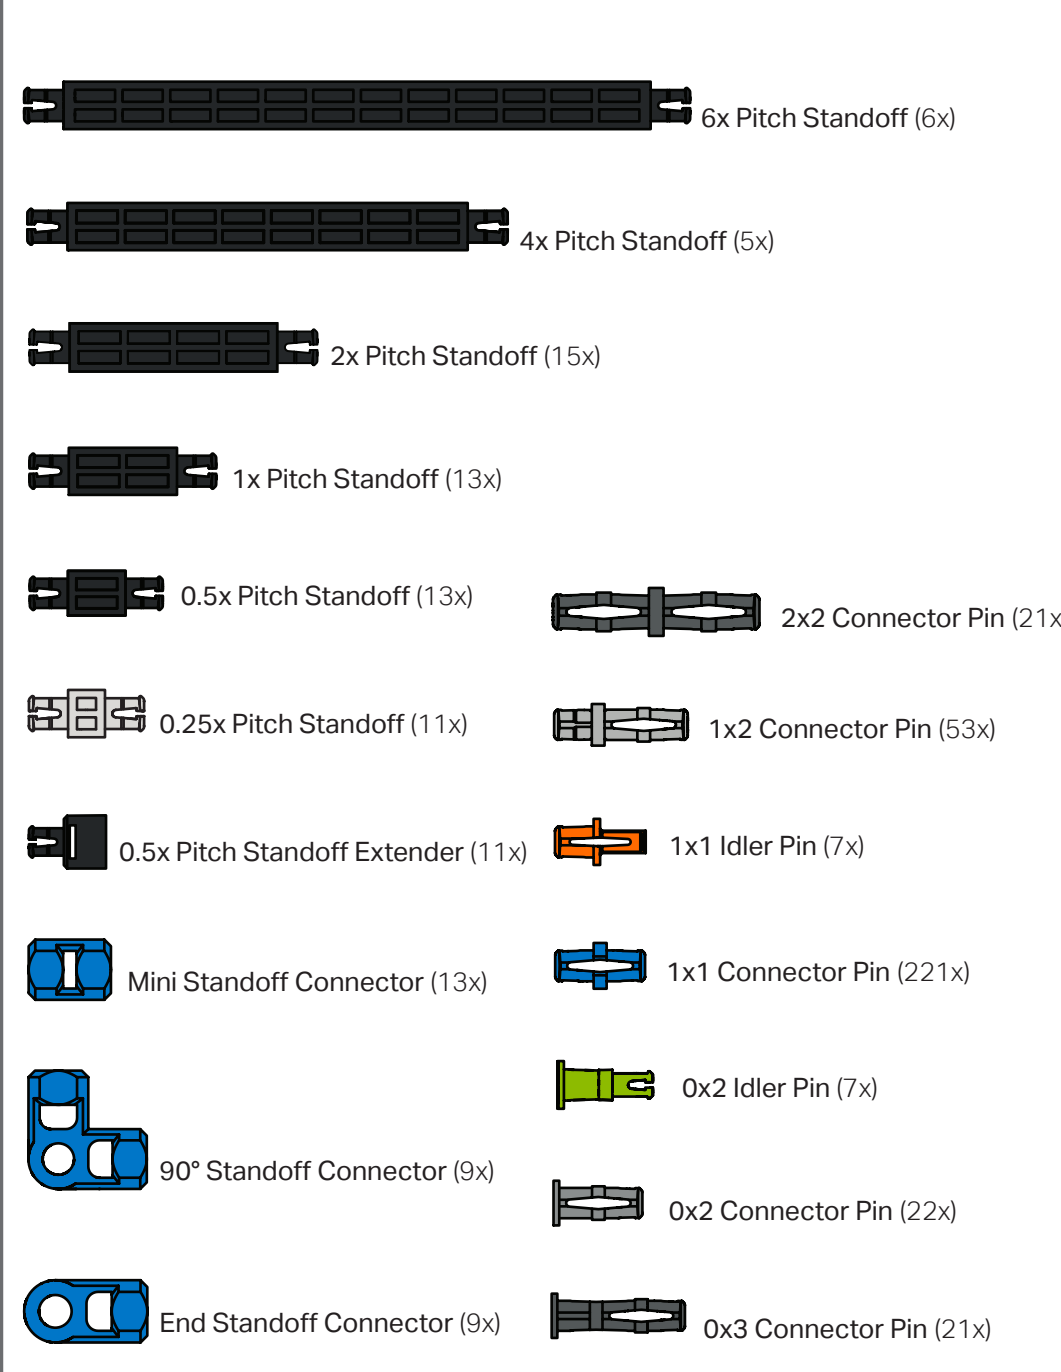 6x Pitch Standoff (6x)
4x Pitch Standoff (5x)
2x Pitch Standoff (15x)
1x Pitch Standoff (13x)
0.5x Pitch Standoff (13x)
0.25x Pitch Standoff (11x)
0.5x Pitch Standoff Extender (11x)
Mini Standoff Connector (13x)
90° Standoff Connector (9x)
End Standoff Connector (9x)
2x2 Connector Pin (21x
1x2 Connector Pin (53x)
1x1 Idler Pin (7x)
1x1 Connector Pin (221x)
0x2 Idler Pin (7x)
0x2 Connector Pin (22x)
0x3 Connector Pin (21x)